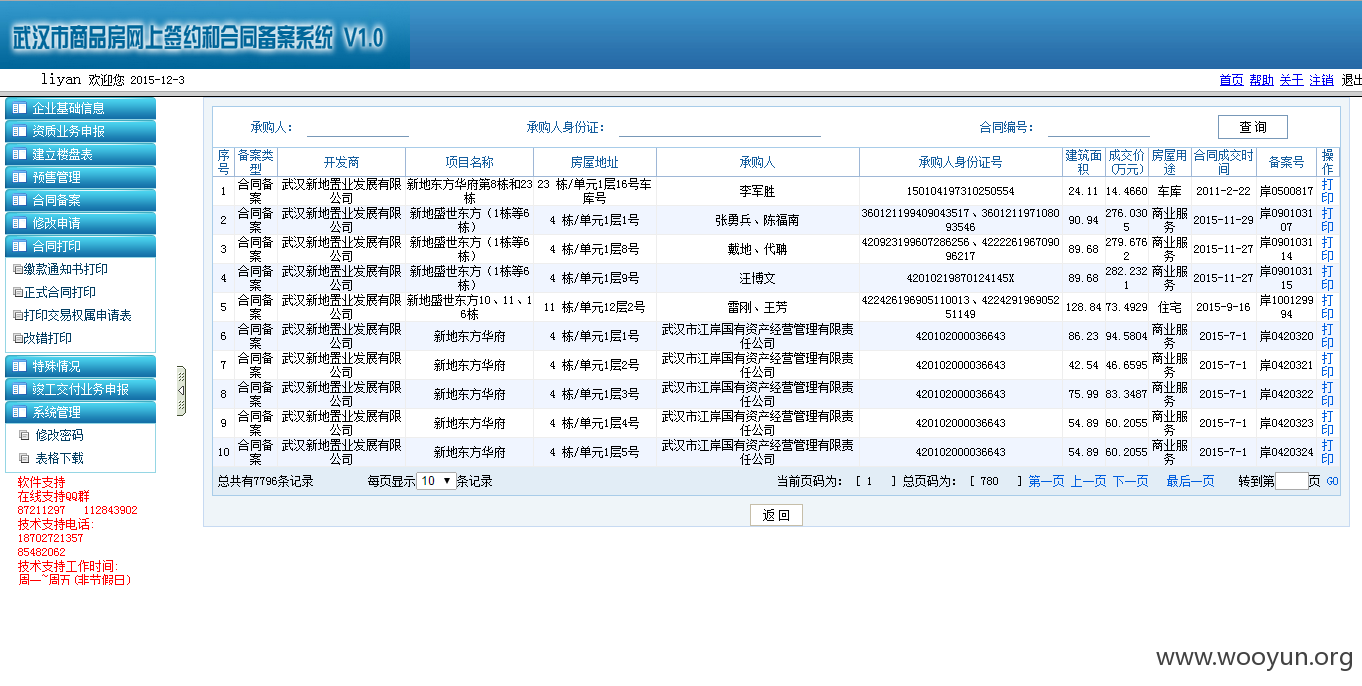 武汉市商品房网上签约和合同备案系统 V1.0
liyan 欢迎您 2015-12-3
首页 帮助 关于 注销 退出
企业基础信息
资质业务申报
建立楼盘表
预售管理
合同备案
修改申请
合同打印
缴款通知书打印
正式合同打印
打印交易权属申请表
改错打印
特殊情况
竣工交付业务申报
系统管理
修改密码
表格下载
软件支持
在线支持QQ群
87211297 112843902
技术支持电话:
18702721357
85482062
技术支持工作时间:
周一~周五(非节假日)
承购人: 承购人身份证: 合同编号: 查 询
序号 备案类型 开发商 项目名称 房屋地址 承购人 承购人身份证号 建筑面积 成交价(万元) 房屋用途 合同成交时间 备案号 操作
1 合同备案 武汉新地置业发展有限公司 新地东方华府第8栋和23栋 23 栋/单元1层16号车库号 李军胜 150104197310250554 24.11 14.4660 车库 2011-2-22 岸0500817 打印
2 合同备案 武汉新地置业发展有限公司 新地盛世东方（1栋等6栋） 4 栋/单元1层1号 张勇兵、陈福南 360121199409043517、360121197108093546 90.94 276.0305 商业服务 2015-11-29 岸090103107 打印
3 合同备案 武汉新地置业发展有限公司 新地盛世东方（1栋等6栋） 4 栋/单元1层8号 戴地、代聃 420923199607286256、422226196709096217 89.68 279.6762 商业服务 2015-11-27 岸090103114 打印
4 合同备案 武汉新地置业发展有限公司 新地盛世东方（1栋等6栋） 4 栋/单元1层9号 汪博文 42010219870124145X 89.68 282.2321 商业服务 2015-11-27 岸090103115 打印
5 合同备案 武汉新地置业发展有限公司 新地盛世东方10、11、16栋 11 栋/单元12层2号 雷刚、王芳 422426196905110013、422429196905251149 128.84 73.4929 住宅 2015-9-16 岸100129994 打印
6 合同备案 武汉新地置业发展有限公司 新地东方华府 4 栋/单元1层1号 武汉市江岸国有资产经营管理有限责任公司 420102000036643 86.23 94.5804 商业服务 2015-7-1 岸0420320 打印
7 合同备案 武汉新地置业发展有限公司 新地东方华府 4 栋/单元1层2号 武汉市江岸国有资产经营管理有限责任公司 420102000036643 42.54 46.6595 商业服务 2015-7-1 岸0420321 打印
8 合同备案 武汉新地置业发展有限公司 新地东方华府 4 栋/单元1层3号 武汉市江岸国有资产经营管理有限责任公司 420102000036643 75.99 83.3487 商业服务 2015-7-1 岸0420322 打印
9 合同备案 武汉新地置业发展有限公司 新地东方华府 4 栋/单元1层4号 武汉市江岸国有资产经营管理有限责任公司 420102000036643 54.89 60.2055 商业服务 2015-7-1 岸0420323 打印
10 合同备案 武汉新地置业发展有限公司 新地东方华府 4 栋/单元1层5号 武汉市江岸国有资产经营管理有限责任公司 420102000036643 54.89 60.2055 商业服务 2015-7-1 岸0420324 打印
总共有7796条记录 每页显示 10 条记录 当前页码为: [ 1 ] 总页码为: [ 780 ] 第一页 上一页 下一页 最后一页 转到第 页 GO
返 回
www.wooyun.org